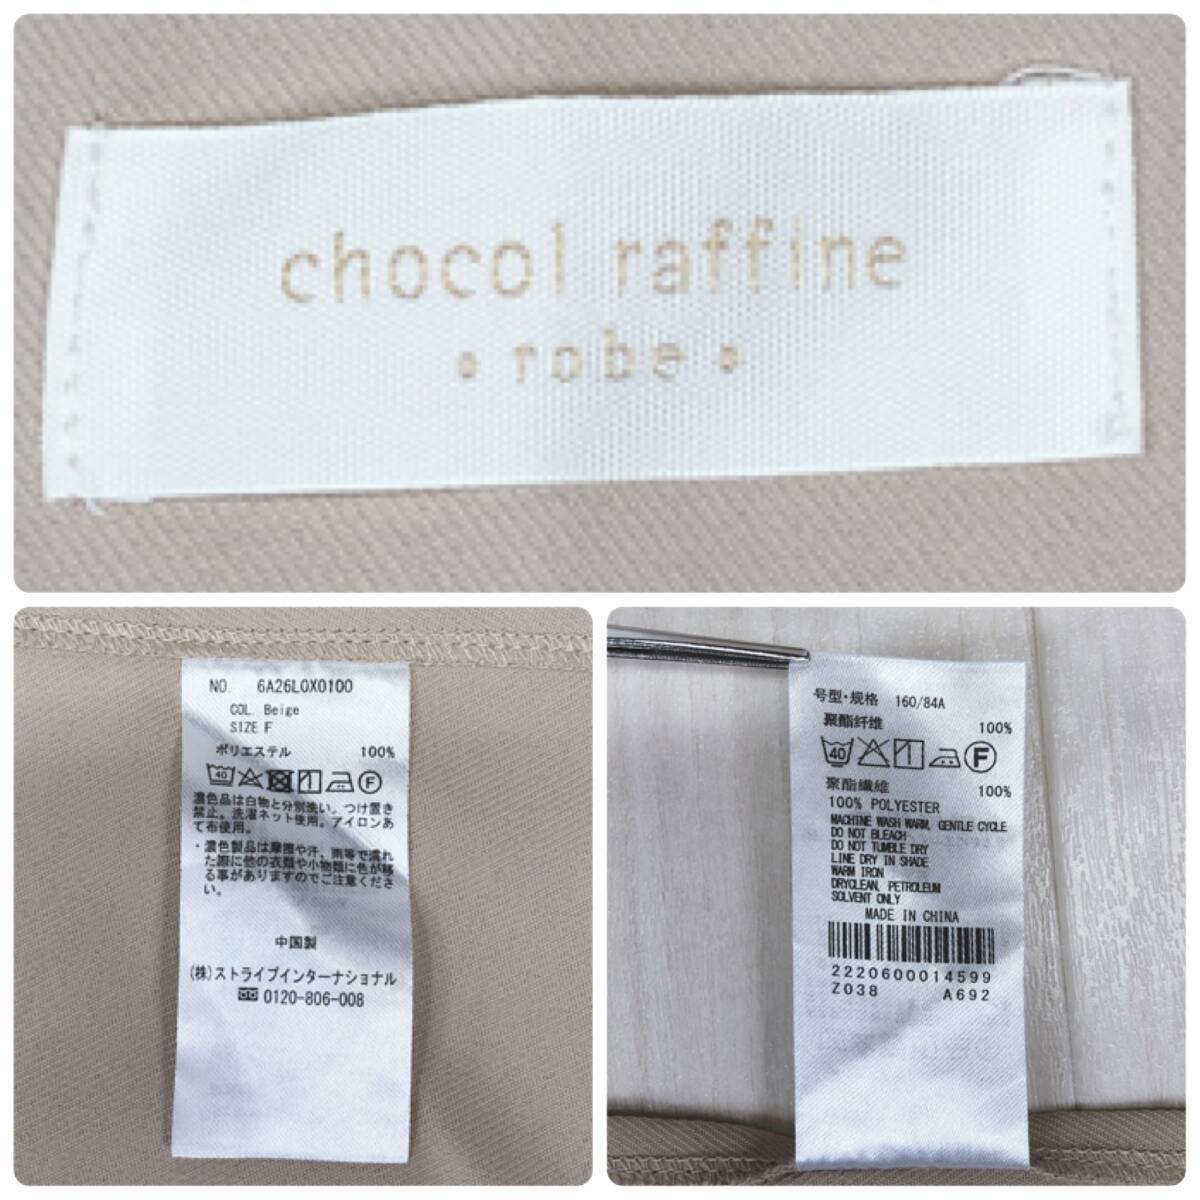 chocol raffine
• robe •
NO. 6A26L0X0100
COL. Beige
SIZE F
ポリエステル 100%
40 F
濃色品は白物と分別洗い。つけ置き
禁止。洗濯ネット使用。アイロンあ
て布使用。
・濃色製品は摩擦や汗、雨等で濡れ
た際に他の衣類や小物類に色が移
る事がありますのでご注意くださ
い。
中国製
(株)ストライプインターナショナル
0120-806-008
号型・规格 160/84A
聚酯纤维 100%
40 F
聚酯纖維 100%
100% POLYESTER
MACHINE WASH WARM, GENTLE CYCLE
DO NOT BLEACH
DO NOT TUMBLE DRY
LINE DRY IN SHADE
WARM IRON
DRYCLEAN, PETROLEUM
SOLVENT ONLY
MADE IN CHINA
2220600014599
Z038 A692